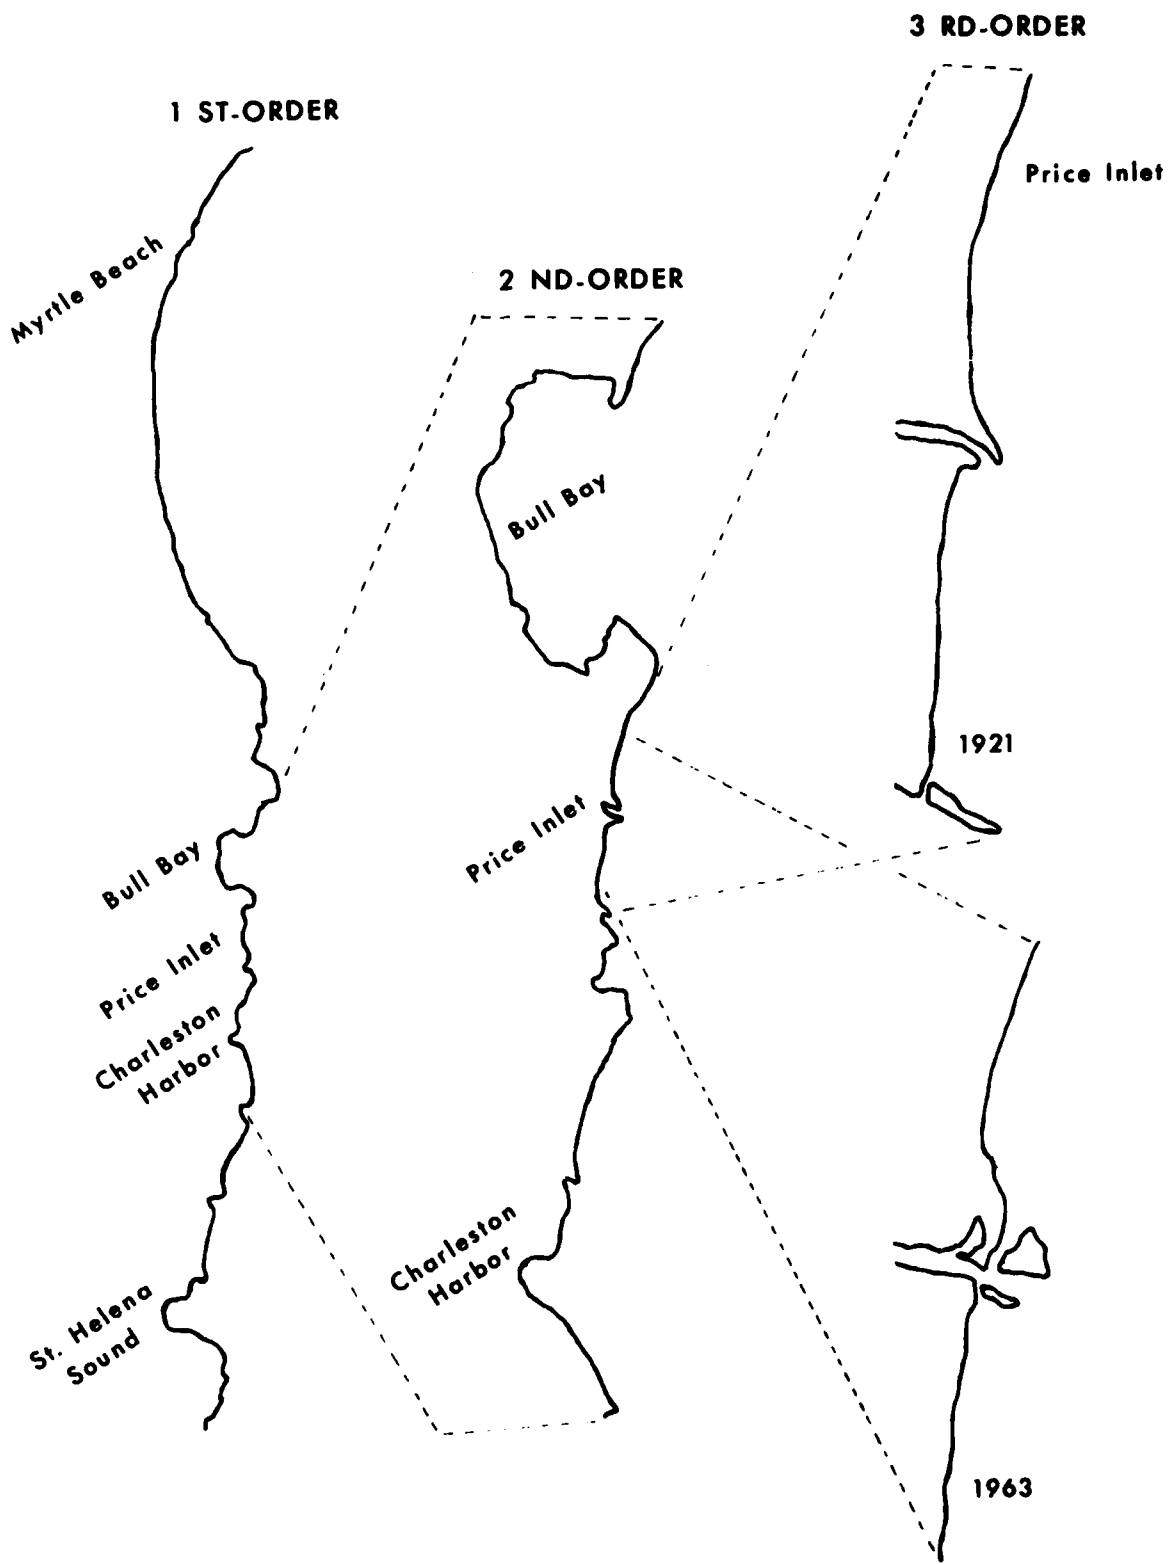 1 ST-ORDER
Myrtle Beach
Bull Bay
Price Inlet
Charleston
Harbor
St. Helena
Sound
2 ND-ORDER
Bull Bay
Price Inlet
Charleston
Harbor
3 RD-ORDER
Price Inlet
1921
1963